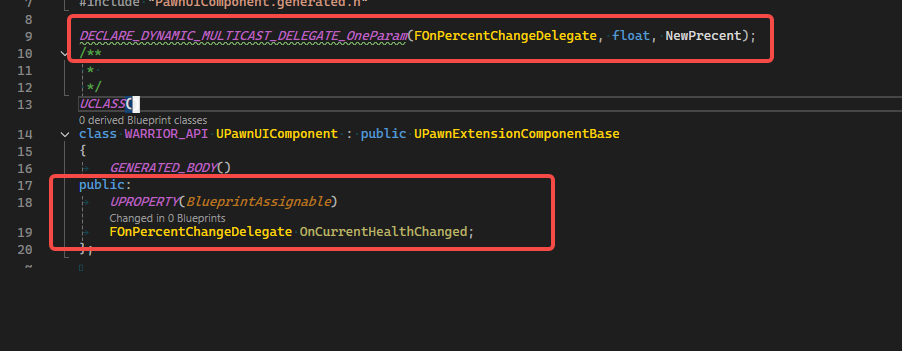 7 #include "PawnUIComponent.generated.h"
8
9 DECLARE_DYNAMIC_MULTICAST_DELEGATE_OneParam(FOnPercentChangeDelegate, float, NewPrecent);
10 /**
11  *
12  */
13 UCLASS(
0 derived Blueprint classes
14 class WARRIOR_API UPawnUIComponent : public UPawnExtensionComponentBase
15 {
16 GENERATED_BODY()
17 public:
18 UPROPERTY(BlueprintAssignable)
Changed in 0 Blueprints
19 FOnPercentChangeDelegate OnCurrentHealthChanged;
20 };
~